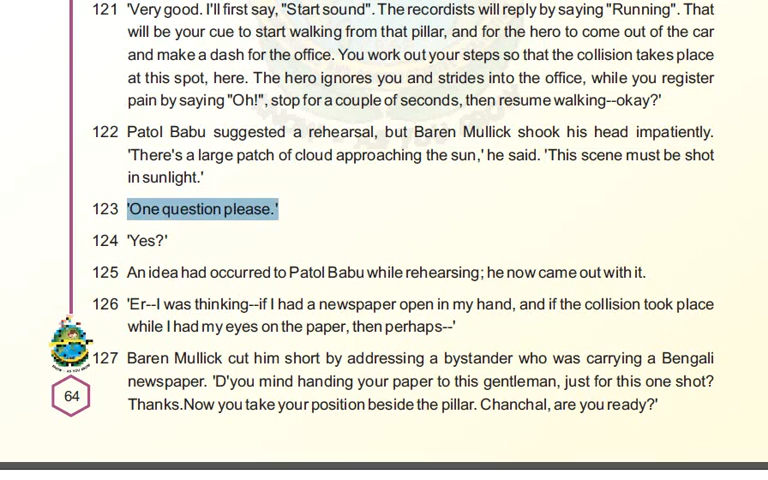 121 'Very good. I'll first say, "Start sound". The recordists will reply by saying "Running". That
will be your cue to start walking from that pillar, and for the hero to come out of the car
and make a dash for the office. You work out your steps so that the collision takes place
at this spot, here. The hero ignores you and strides into the office, while you register
pain by saying "Oh!", stop for a couple of seconds, then resume walking--okay?'
122 Patol Babu suggested a rehearsal, but Baren Mullick shook his head impatiently.
'There's a large patch of cloud approaching the sun,' he said. 'This scene must be shot
in sunlight.'
123 'One question please.'
124 'Yes?'
125 An idea had occurred to Patol Babu while rehearsing; he now came out with it.
126 'Er--I was thinking--if I had a newspaper open in my hand, and if the collision took place
while I had my eyes on the paper, then perhaps--'
127 Baren Mullick cut him short by addressing a bystander who was carrying a Bengali
newspaper. 'D'you mind handing your paper to this gentleman, just for this one shot?
Thanks.Now you take your position beside the pillar. Chanchal, are you ready?'
64